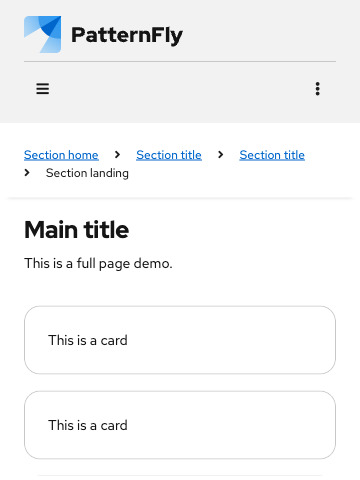 PatternFly
Section home Section title Section title
Section landing
Main title
This is a full page demo.
This is a card
This is a card